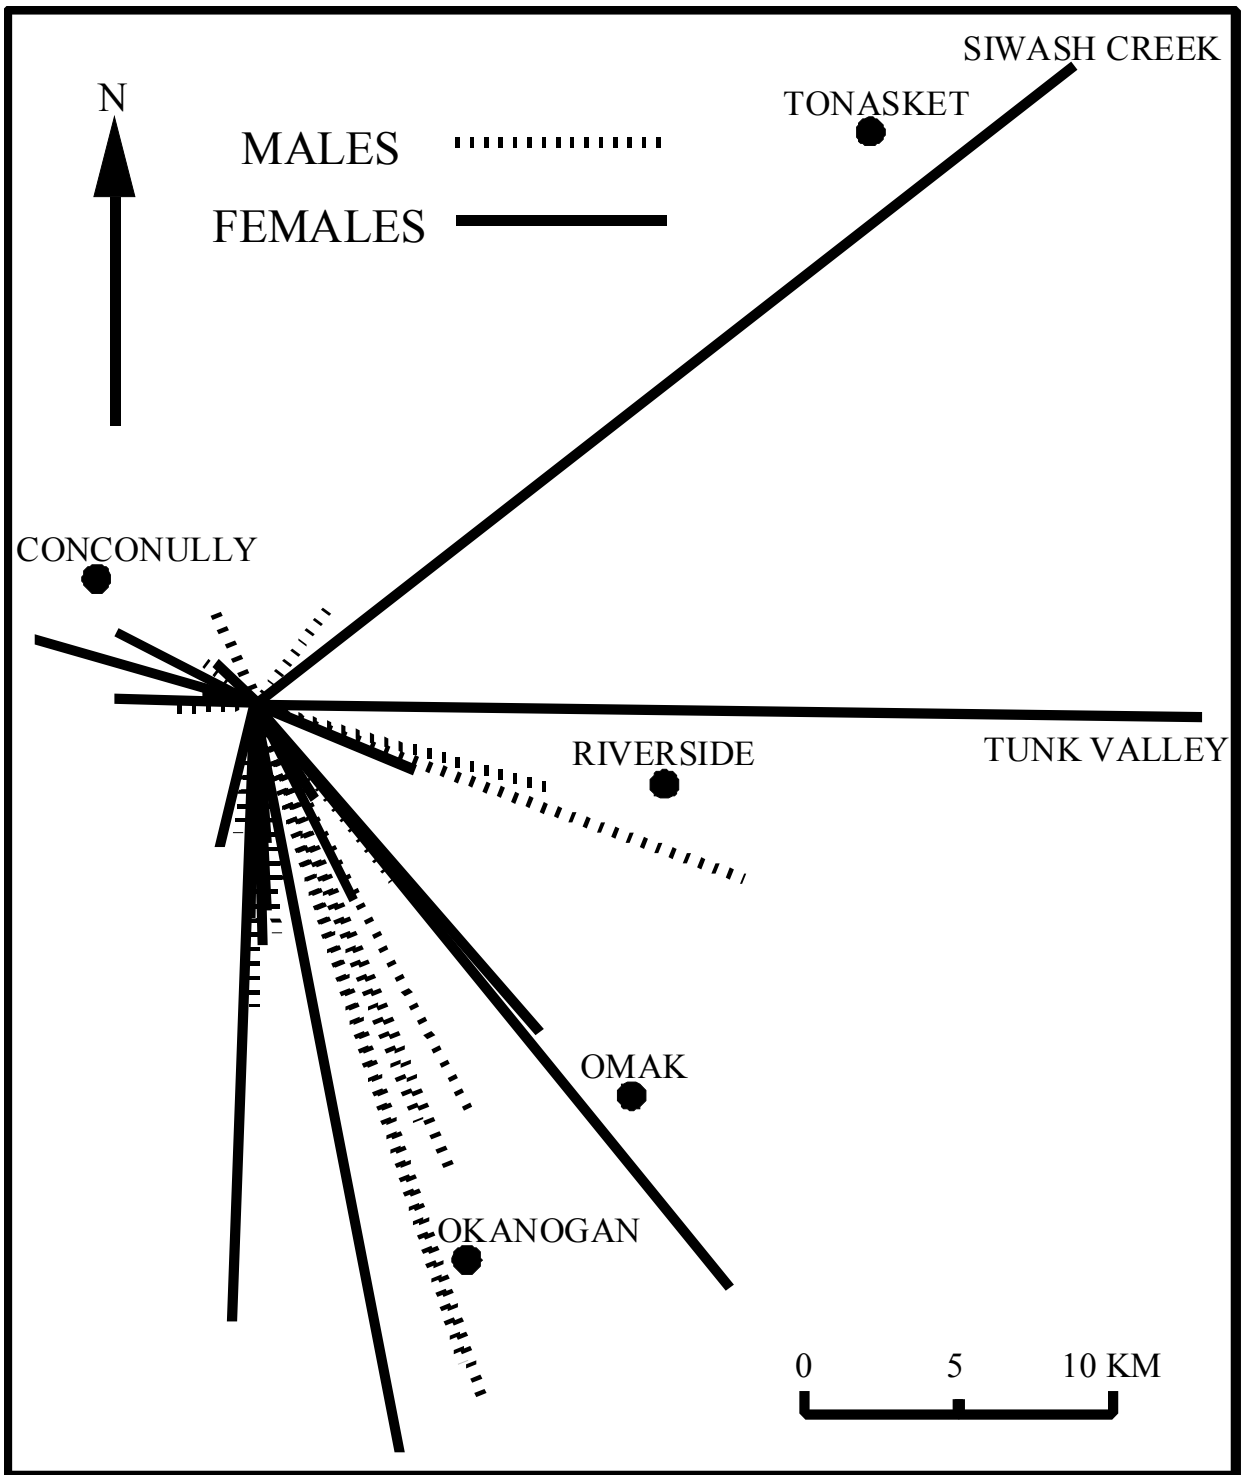 SIWASH CREEK
N
TONASKET
MALES
FEMALES
CONCONULLY
RIVERSIDE
TUNK VALLEY
OMAK
OKANOGAN
0 5 10 KM